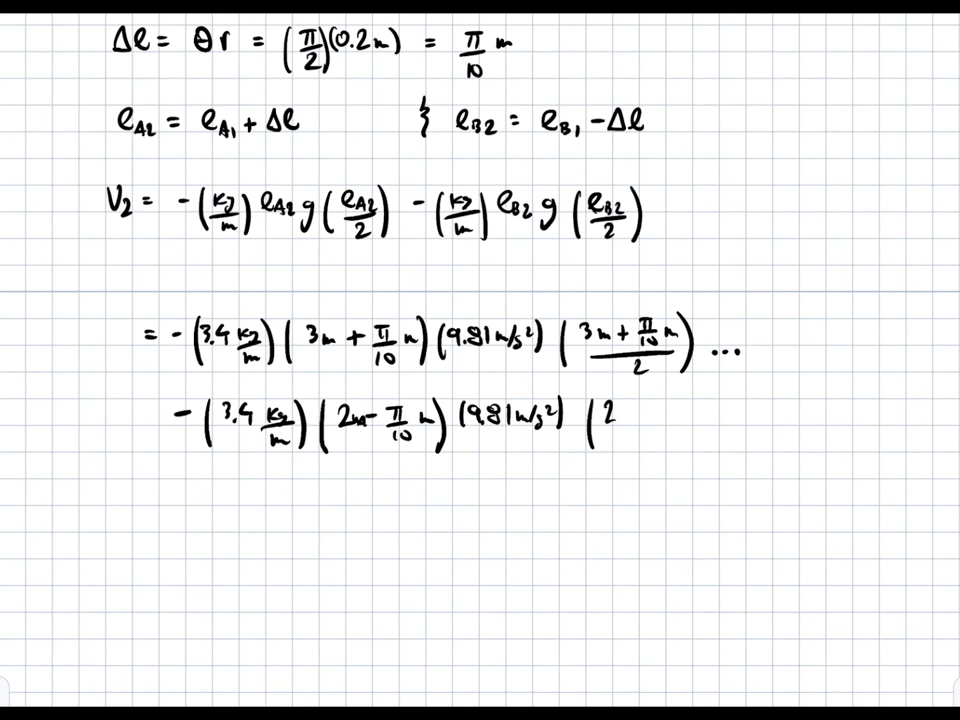 Δl = θr = (π/2)(0.2m) = π/10 m
l_A2 = l_A1 + Δl } l_B2 = l_B1 - Δl
V2 = - (kg/m) l_A2 g (l_A2/2) - (kg/m) l_B2 g (l_B2/2)
= - (3.4 kg/m) (3m + π/10 m) (9.81 m/s²) (3m + π/10 m / 2) ...
- (3.4 kg/m) (2m - π/10 m) (9.81 m/s²) (2